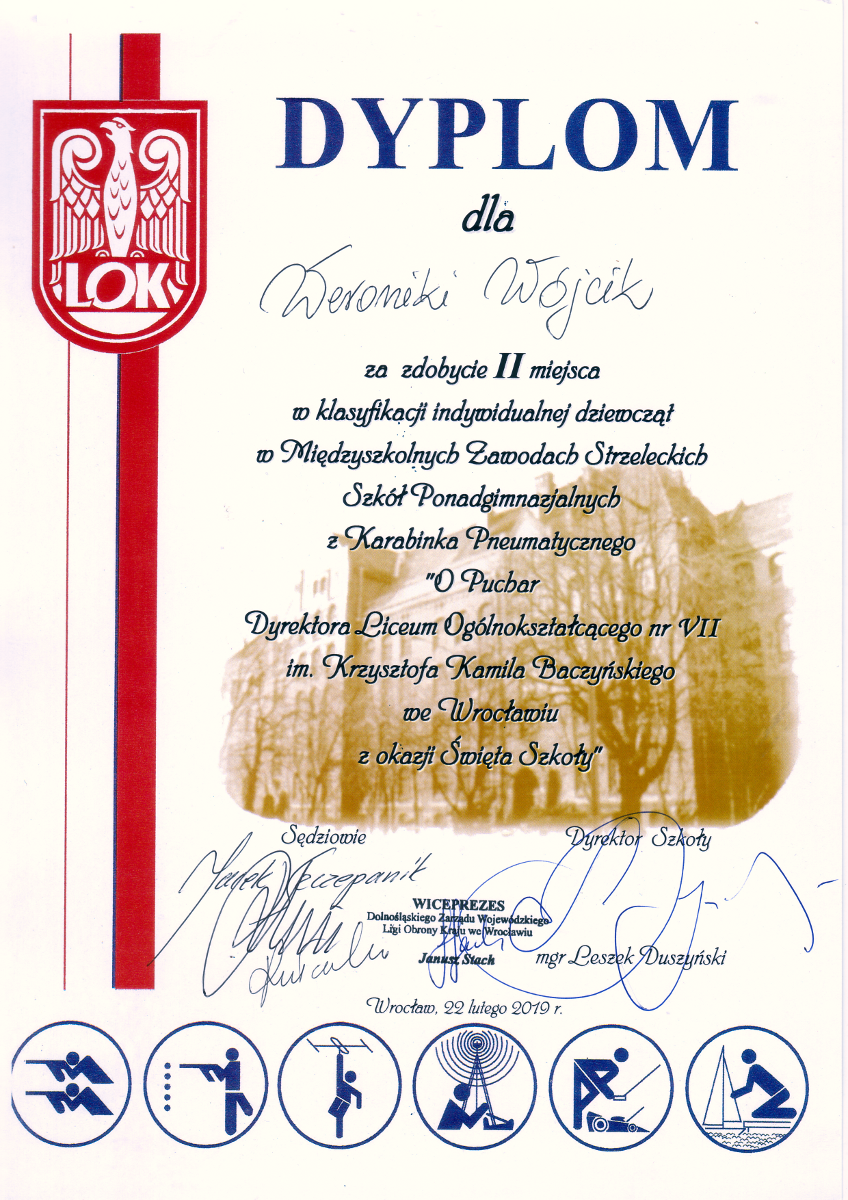 LOK
DYPLOM
dla
Weroniki Wójcik
za zdobycie II miejsca
w klasyfikacji indywidualnej dziewcząt
w Międzyszkolnych Zawodach Strzeleckich
Szkół Ponadgimnazjalnych
z Karabinka Pneumatycznego
"O Puchar
Dyrektora Liceum Ogólnokształcącego nr VII
im. Krzysztofa Kamila Baczyńskiego
we Wrocławiu
z okazji Święta Szkoły"
Sędziowie
Dyrektor Szkoły
Szczepanik
WICEPREZES
Dolnośląskiego Zarządu Wojewódzkiego
Ligi Obrony Kraju we Wrocławiu
Janusz Stach
mgr Leszek Duszyński
Wrocław, 22 lutego 2019 r.